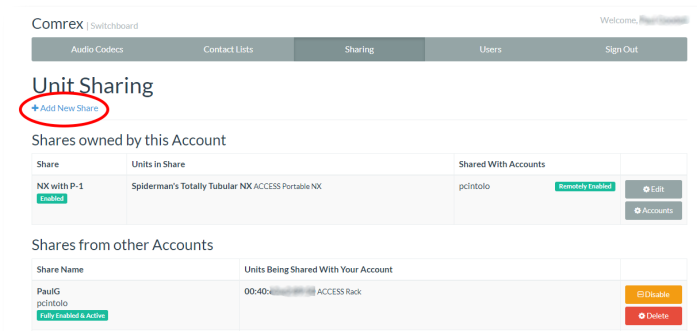 Comrex | Switchboard
Welcome,
Audio Codecs Contact Lists Sharing Users Sign Out
Unit Sharing
+ Add New Share
Shares owned by this Account
Share Units in Share Shared With Accounts
NX with P-1 Spiderman's Totally Tubular NX ACCESS Portable NX pcintolo Remotely Enabled Edit
Enabled
Accounts
Shares from other Accounts
Share Name Units Being Shared With Your Account
PaulG 00:40: ACCESS Rack Disable
pcintolo
Fully Enabled & Active Delete